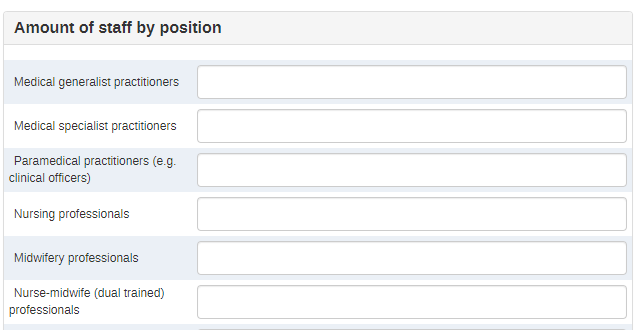 Amount of staff by position
Medical generalist practitioners
Medical specialist practitioners
Paramedical practitioners (e.g.
clinical officers)
Nursing professionals
Midwifery professionals
Nurse-midwife (dual trained)
professionals